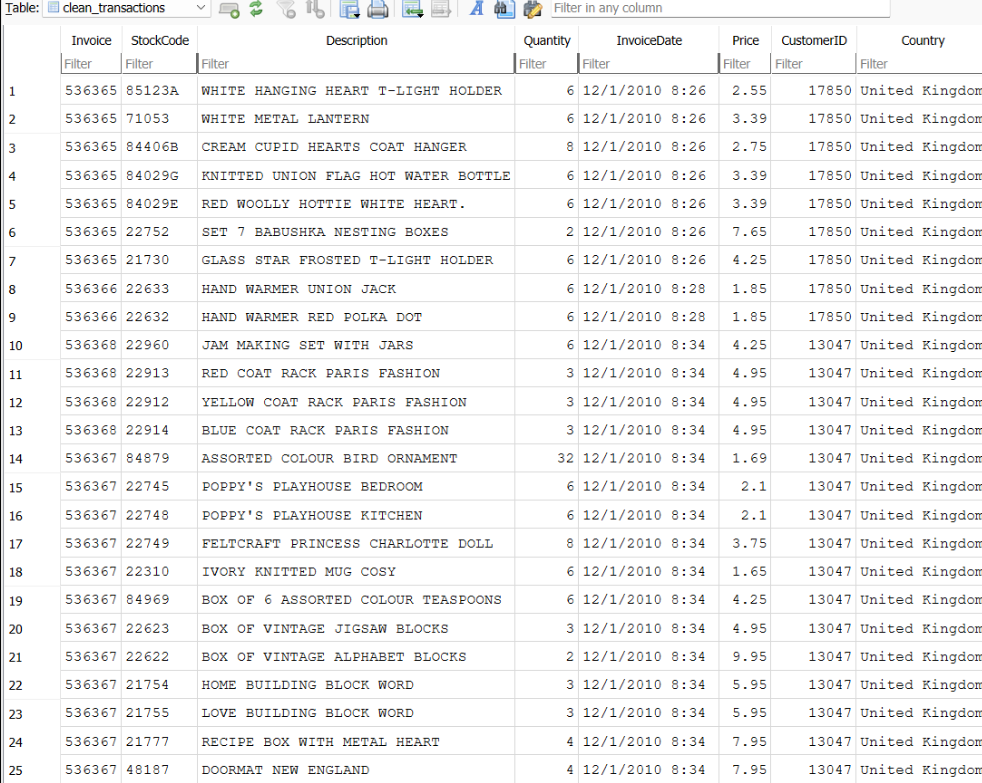 Table: clean_transactions Filter in any column
Invoice StockCode Description Quantity InvoiceDate Price CustomerID Country
Filter Filter Filter Filter Filter Filter Filter Filter
1 536365 85123A WHITE HANGING HEART T-LIGHT HOLDER 6 12/1/2010 8:26 2.55 17850 United Kingdom
2 536365 71053 WHITE METAL LANTERN 6 12/1/2010 8:26 3.39 17850 United Kingdom
3 536365 84406B CREAM CUPID HEARTS COAT HANGER 8 12/1/2010 8:26 2.75 17850 United Kingdom
4 536365 84029G KNITTED UNION FLAG HOT WATER BOTTLE 6 12/1/2010 8:26 3.39 17850 United Kingdom
5 536365 84029E RED WOOLLY HOTTIE WHITE HEART. 6 12/1/2010 8:26 3.39 17850 United Kingdom
6 536365 22752 SET 7 BABUSHKA NESTING BOXES 2 12/1/2010 8:26 7.65 17850 United Kingdom
7 536365 21730 GLASS STAR FROSTED T-LIGHT HOLDER 6 12/1/2010 8:26 4.25 17850 United Kingdom
8 536366 22633 HAND WARMER UNION JACK 6 12/1/2010 8:28 1.85 17850 United Kingdom
9 536366 22632 HAND WARMER RED POLKA DOT 6 12/1/2010 8:28 1.85 17850 United Kingdom
10 536368 22960 JAM MAKING SET WITH JARS 6 12/1/2010 8:34 4.25 13047 United Kingdom
11 536368 22913 RED COAT RACK PARIS FASHION 3 12/1/2010 8:34 4.95 13047 United Kingdom
12 536368 22912 YELLOW COAT RACK PARIS FASHION 3 12/1/2010 8:34 4.95 13047 United Kingdom
13 536368 22914 BLUE COAT RACK PARIS FASHION 3 12/1/2010 8:34 4.95 13047 United Kingdom
14 536367 84879 ASSORTED COLOUR BIRD ORNAMENT 32 12/1/2010 8:34 1.69 13047 United Kingdom
15 536367 22745 POPPY'S PLAYHOUSE BEDROOM 6 12/1/2010 8:34 2.1 13047 United Kingdom
16 536367 22748 POPPY'S PLAYHOUSE KITCHEN 6 12/1/2010 8:34 2.1 13047 United Kingdom
17 536367 22749 FELTCRAFT PRINCESS CHARLOTTE DOLL 8 12/1/2010 8:34 3.75 13047 United Kingdom
18 536367 22310 IVORY KNITTED MUG COSY 6 12/1/2010 8:34 1.65 13047 United Kingdom
19 536367 84969 BOX OF 6 ASSORTED COLOUR TEASPOONS 6 12/1/2010 8:34 4.25 13047 United Kingdom
20 536367 22623 BOX OF VINTAGE JIGSAW BLOCKS 3 12/1/2010 8:34 4.95 13047 United Kingdom
21 536367 22622 BOX OF VINTAGE ALPHABET BLOCKS 2 12/1/2010 8:34 9.95 13047 United Kingdom
22 536367 21754 HOME BUILDING BLOCK WORD 3 12/1/2010 8:34 5.95 13047 United Kingdom
23 536367 21755 LOVE BUILDING BLOCK WORD 3 12/1/2010 8:34 5.95 13047 United Kingdom
24 536367 21777 RECIPE BOX WITH METAL HEART 4 12/1/2010 8:34 7.95 13047 United Kingdom
25 536367 48187 DOORMAT NEW ENGLAND 4 12/1/2010 8:34 7.95 13047 United Kingdom